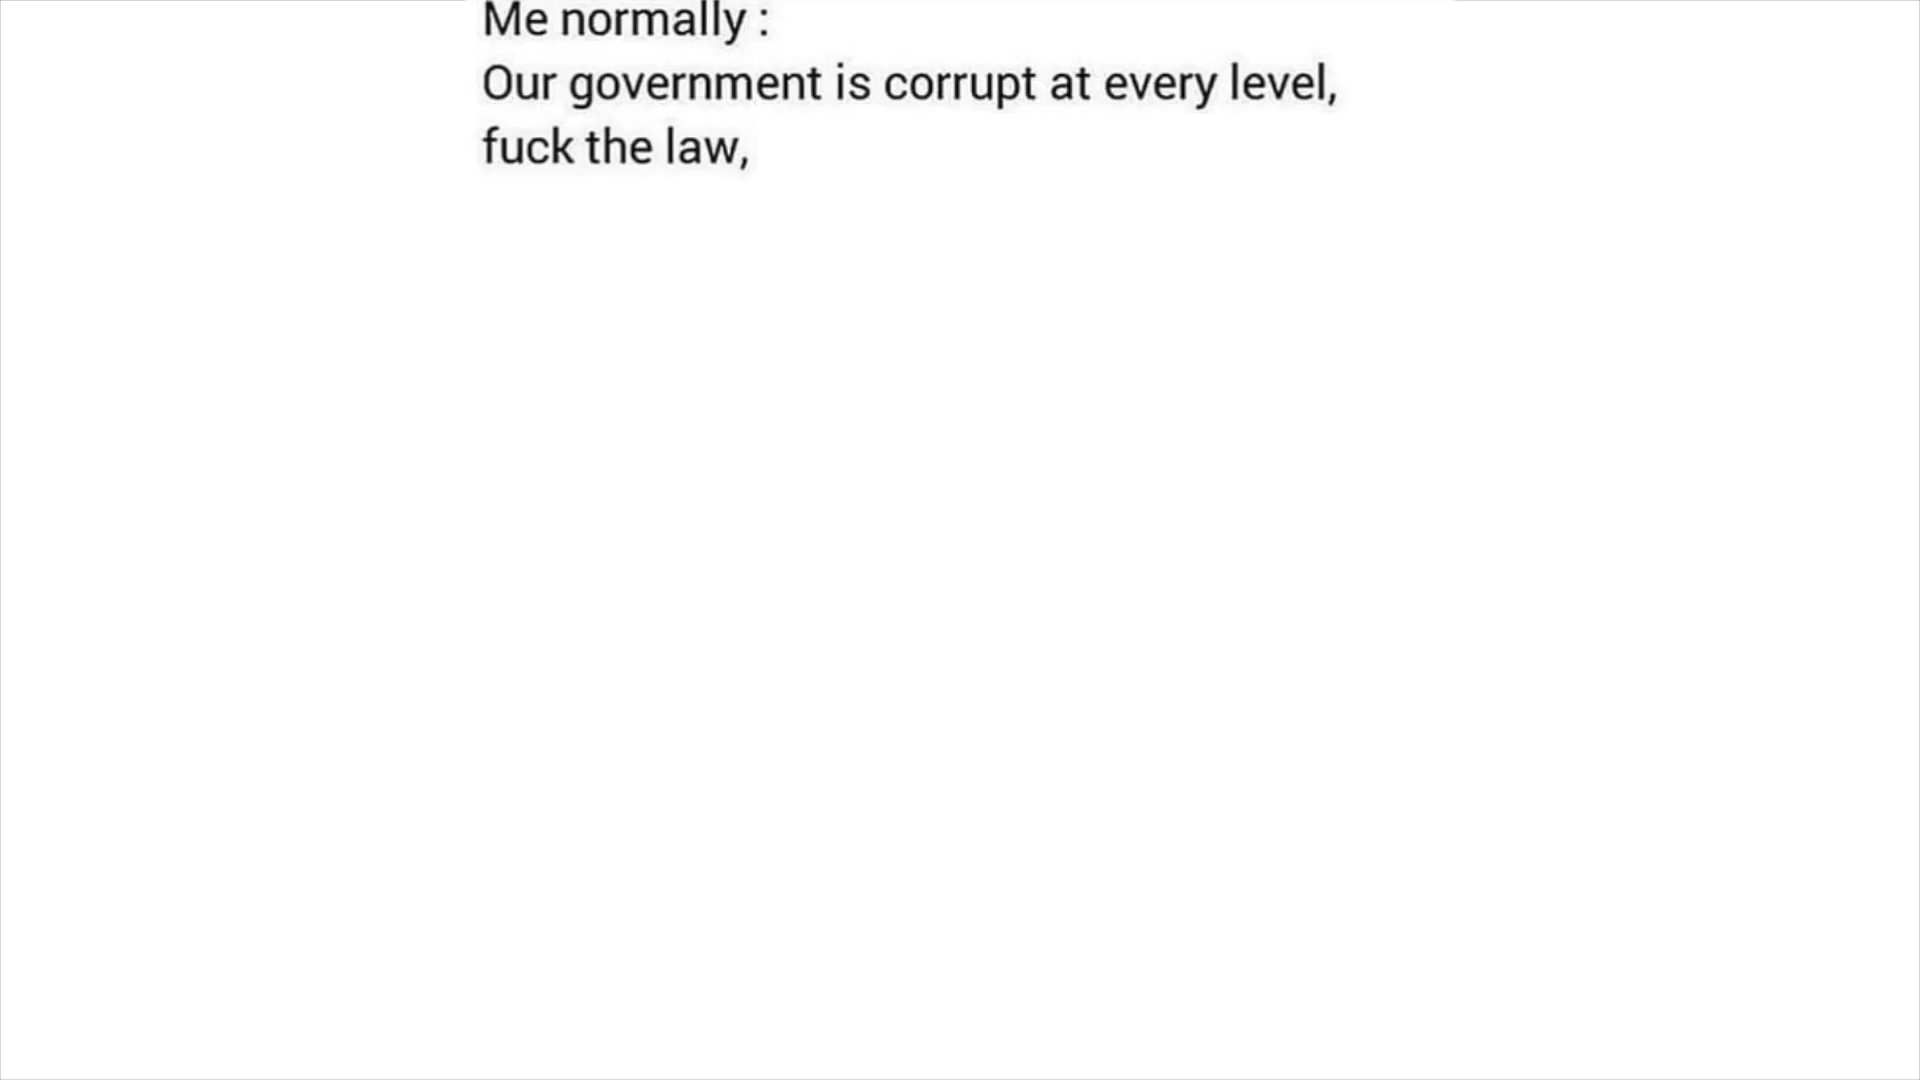 Me normally :
Our government is corrupt at every level,
fuck the law,